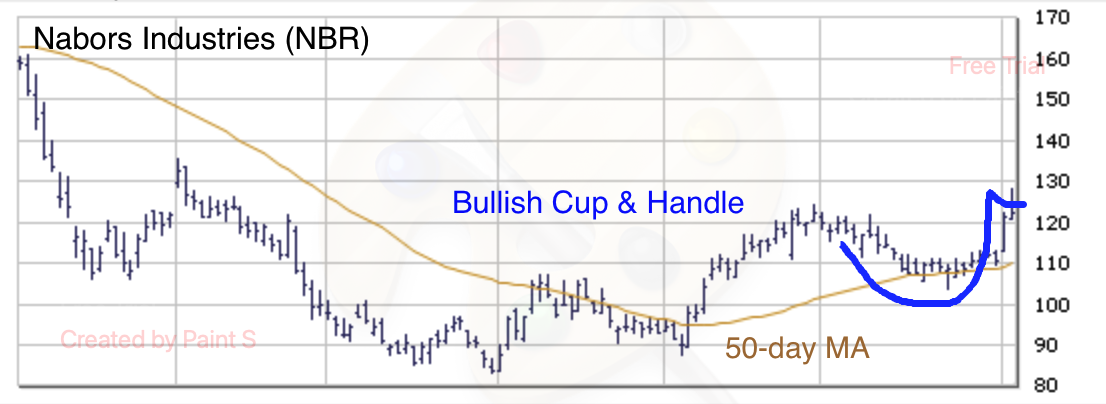 Nabors Industries (NBR)
170
160
Free Trial
150
140
130
Bullish Cup & Handle
120
110
100
Created by Paint S
50-day MA
90
80